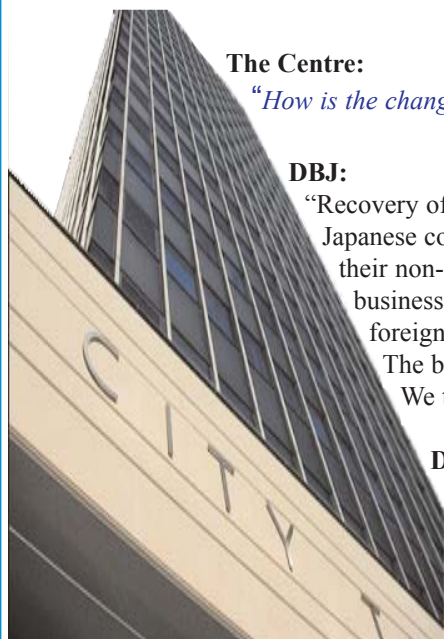 The Centre:
“How is the chang
DBJ:
“Recovery of
Japanese co
their non-
business
foreign
The b
We t
D
CITY T